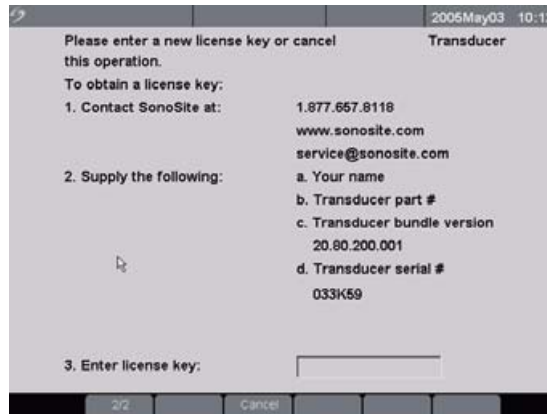 2005May03 10:1
Please enter a new license key or cancel Transducer
this operation.
To obtain a license key:
1. Contact SonoSite at: 1.877.657.8118
www.sonosite.com
service@sonosite.com
2. Supply the following: a. Your name
b. Transducer part #
c. Transducer bundle version
20.80.200.001
d. Transducer serial #
033K59
3. Enter license key:
2/2 Cancel